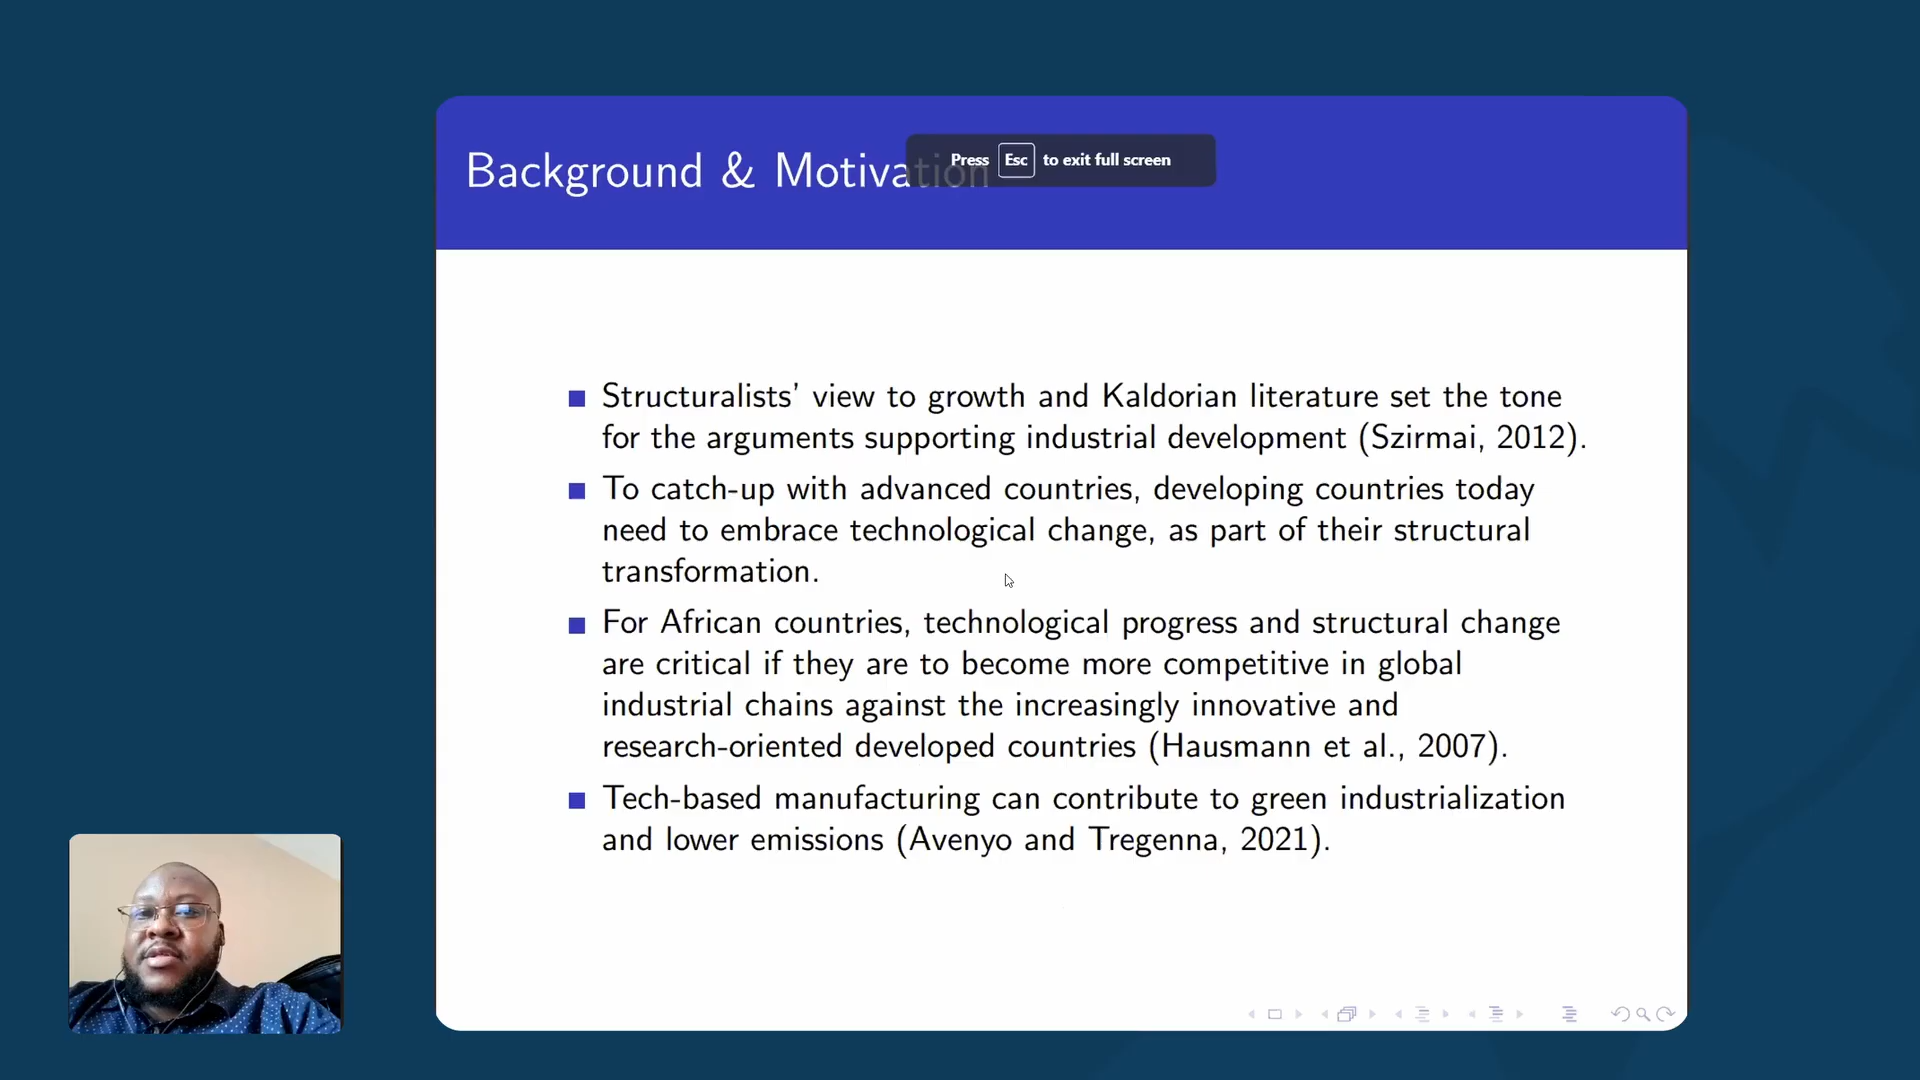 Background & Motivation
Press Esc to exit full screen
Structuralists' view to growth and Kaldorian literature set the tone
for the arguments supporting industrial development (Szirmai, 2012).
To catch-up with advanced countries, developing countries today
need to embrace technological change, as part of their structural
transformation.
For African countries, technological progress and structural change
are critical if they are to become more competitive in global
industrial chains against the increasingly innovative and
research-oriented developed countries (Hausmann et al., 2007).
Tech-based manufacturing can contribute to green industrialization
and lower emissions (Avenyo and Tregenna, 2021).